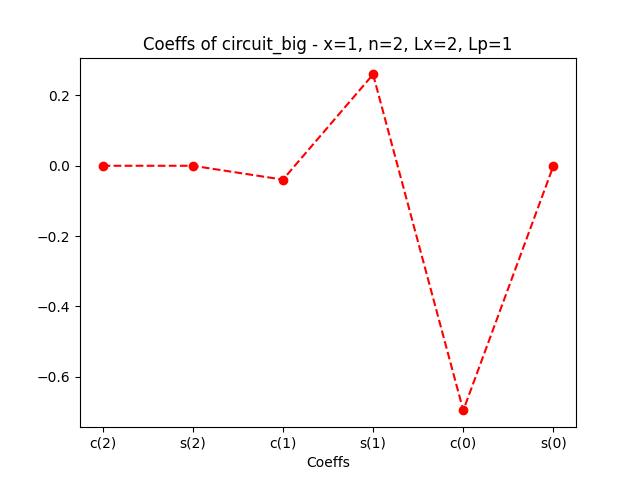 Coeffs of circuit_big - x=1, n=2, Lx=2, Lp=1
0.2
0.0
−0.2
−0.4
−0.6
c(2) s(2) c(1) s(1) c(0) s(0)
Coeffs